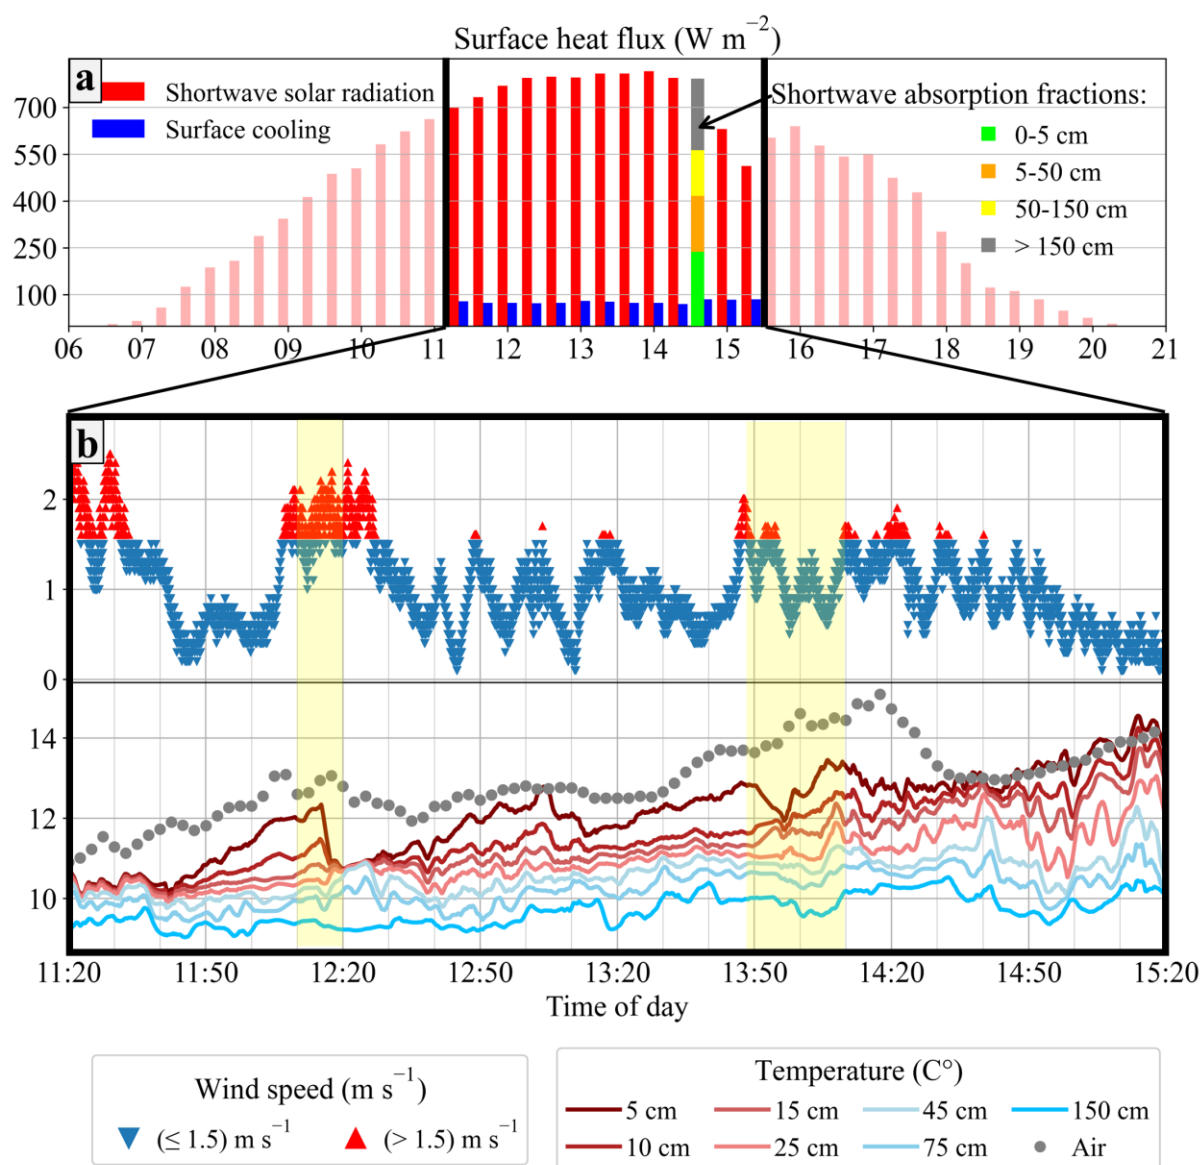 Surface heat flux (W m−2)
a
Shortwave solar radiation
Surface cooling
Shortwave absorption fractions:
0-5 cm
5-50 cm
50-150 cm
> 150 cm
700
550
400
250
100
06 07 08 09 10 11 12 13 14 15 16 17 18 19 20 21
b
2
1
0
14
12
10
11:20 11:50 12:20 12:50 13:20 13:50 14:20 14:50 15:20
Time of day
Wind speed (m s−1)
(≤ 1.5) m s−1 (> 1.5) m s−1
Temperature (C°)
5 cm 15 cm 45 cm 150 cm
10 cm 25 cm 75 cm Air